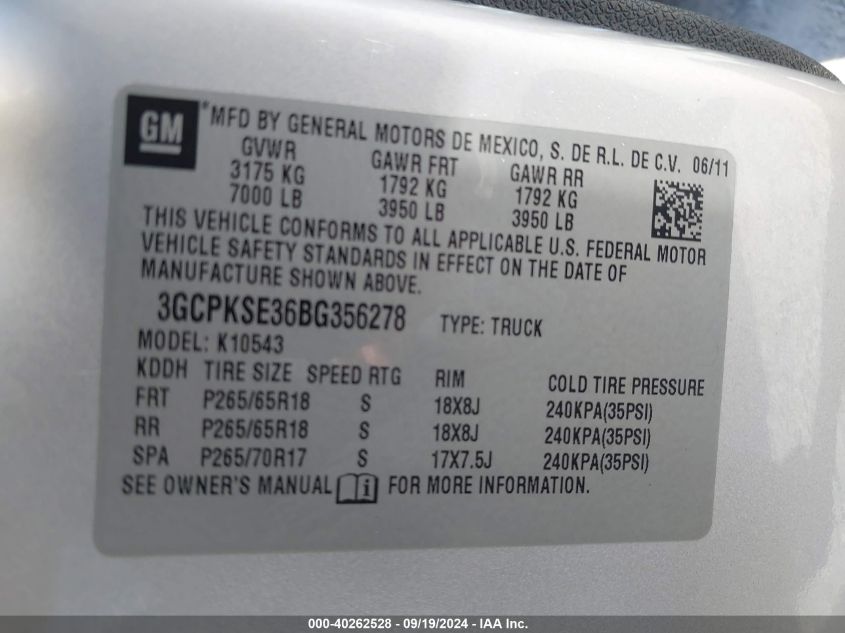 GM *MFD BY GENERAL MOTORS DE MEXICO, S. DE R.L. DE C.V. 06/11
GVWR GAWR FRT GAWR RR
3175 KG 1792 KG 1792 KG
7000 LB 3950 LB 3950 LB
THIS VEHICLE CONFORMS TO ALL APPLICABLE U.S. FEDERAL MOTOR
VEHICLE SAFETY STANDARDS IN EFFECT ON THE DATE OF
MANUFACTURE SHOWN ABOVE.
3GCPKSE36BG356278 TYPE: TRUCK
MODEL: K10543
KDDH TIRE SIZE SPEED RTG RIM COLD TIRE PRESSURE
FRT P265/65R18 S 18X8J 240KPA(35PSI)
RR P265/65R18 S 18X8J 240KPA(35PSI)
SPA P265/70R17 S 17X7.5J 240KPA(35PSI)
SEE OWNER'S MANUAL i FOR MORE INFORMATION.
000-40262528 - 09/19/2024 - IAA Inc.